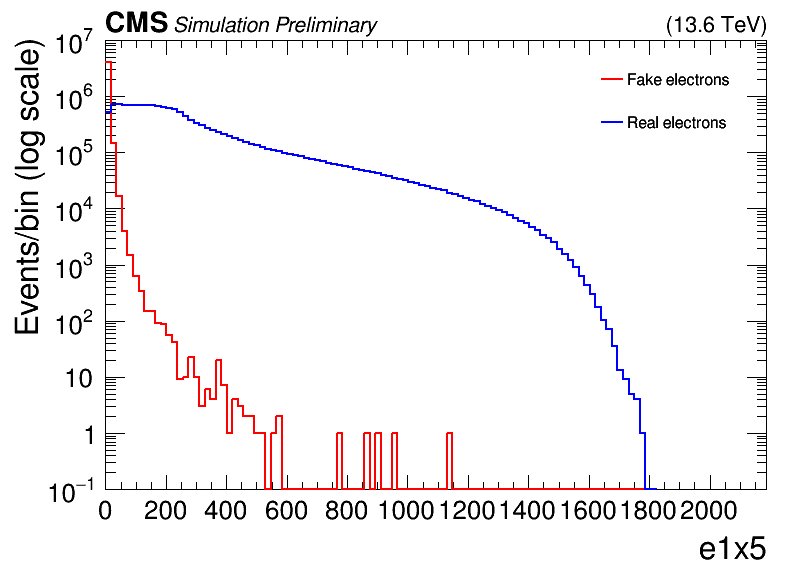 CMS Simulation Preliminary (13.6 TeV)
Events/bin (log scale)
10^7
10^6
10^5
10^4
10^3
10^2
10
1
10^−1
Fake electrons
Real electrons
0 200 400 600 800 1000 1200 1400 1600 1800 2000
e1x5